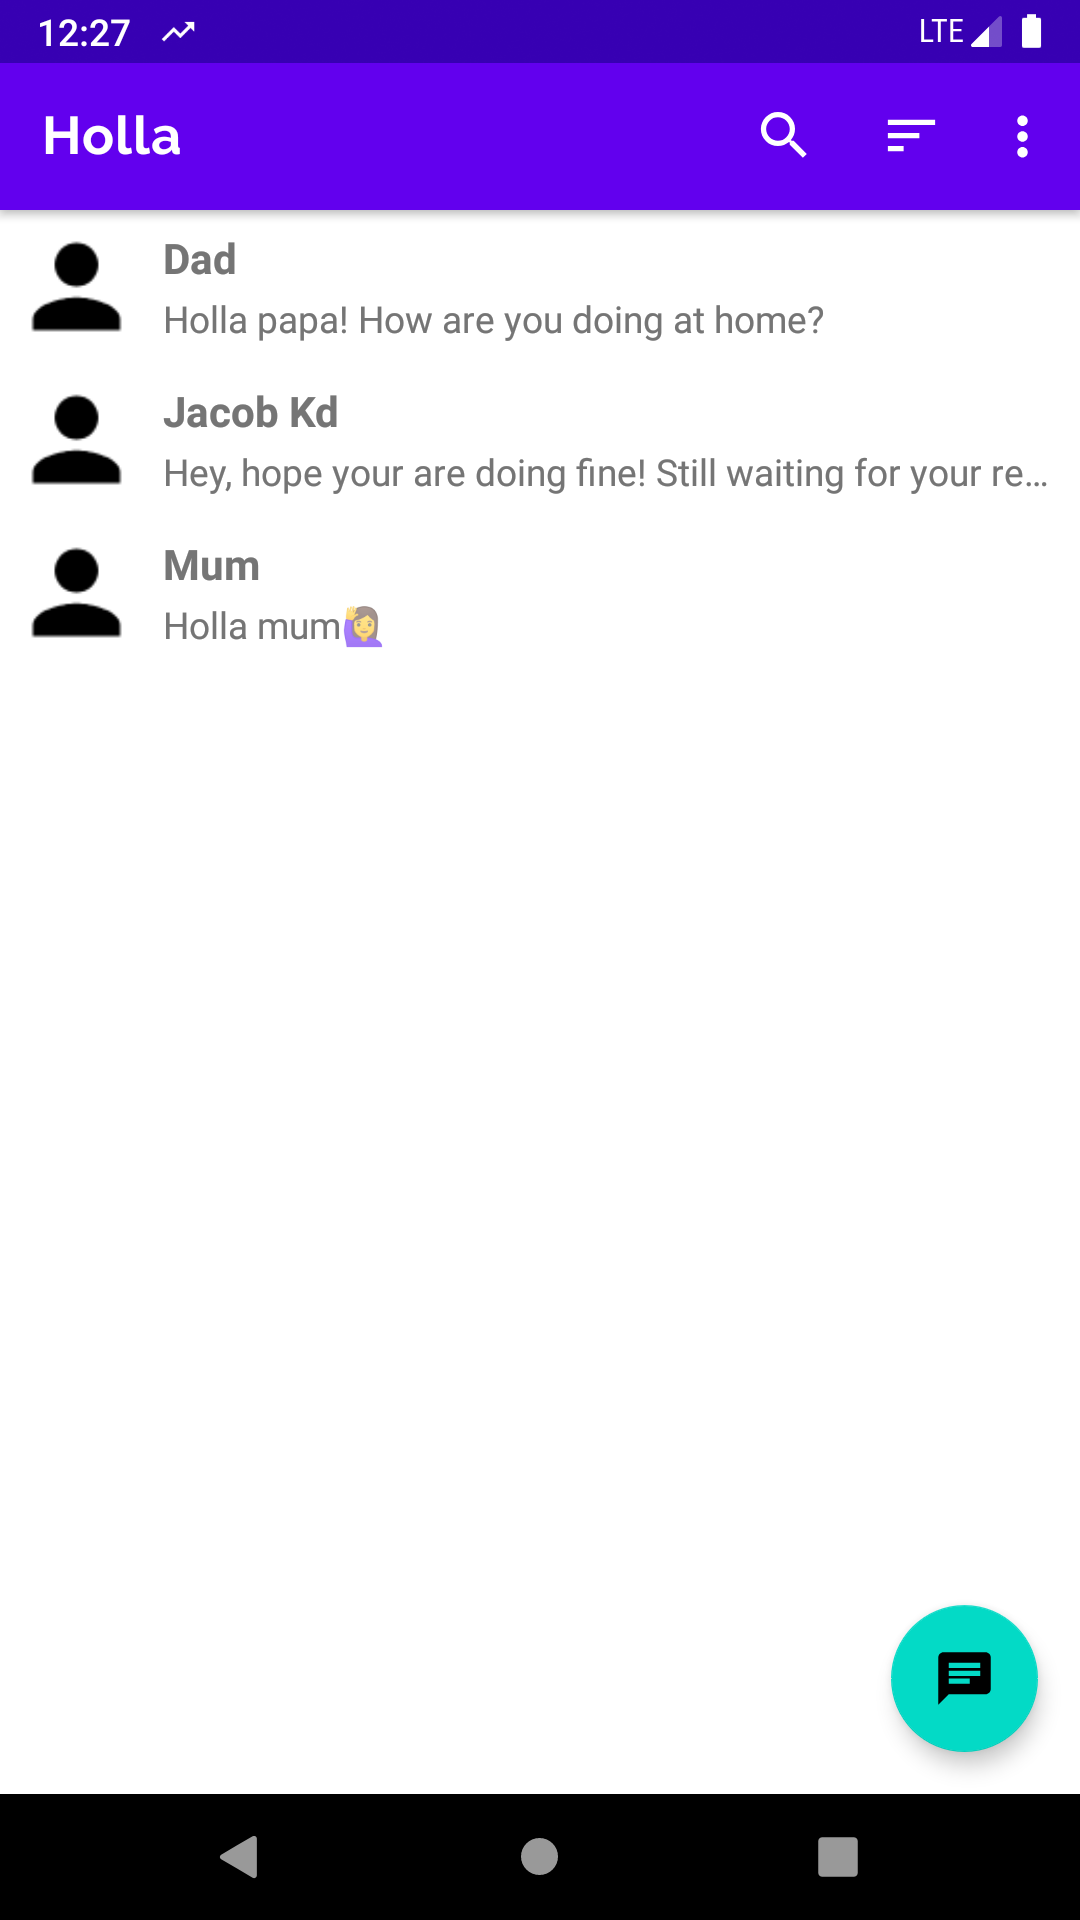 12:27
LTE
Holla
Dad
Holla papa! How are you doing at home?
Jacob Kd
Hey, hope your are doing fine! Still waiting for your re…
Mum
Holla mum🙋‍♀️